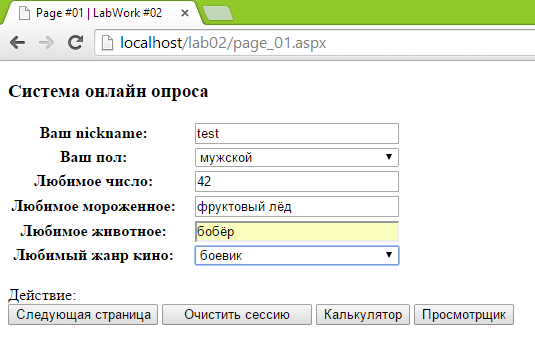 Page #01 | LabWork #02
localhost/lab02/page_01.aspx
Система онлайн опроса
Ваш nickname: test
Ваш пол: мужской
Любимое число: 42
Любимое мороженное: фруктовый лёд
Любимое животное: бобёр
Любимый жанр кино: боевик
Действие:
Следующая страница Очистить сессию Калькулятор Просмотрщик